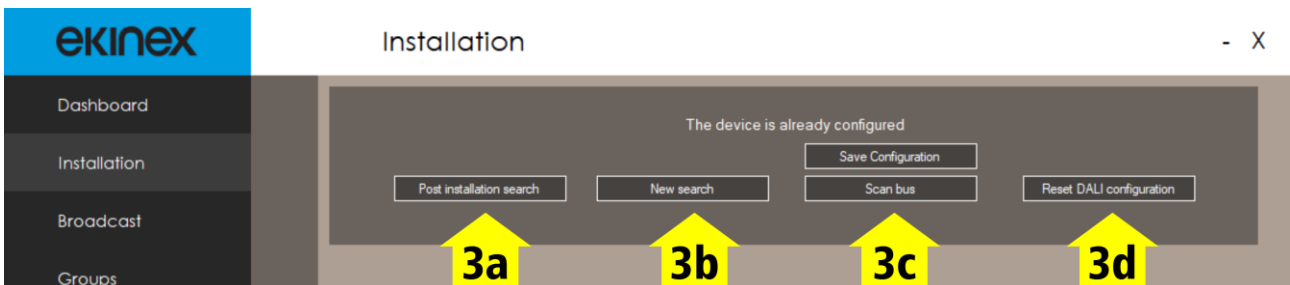 ekinex
Installation
- X
Dashboard
Installation
Broadcast
Groups
The device is already configured
Save Configuration
Post installation search
New search
Scan bus
Reset DALI configuration
3a
3b
3c
3d